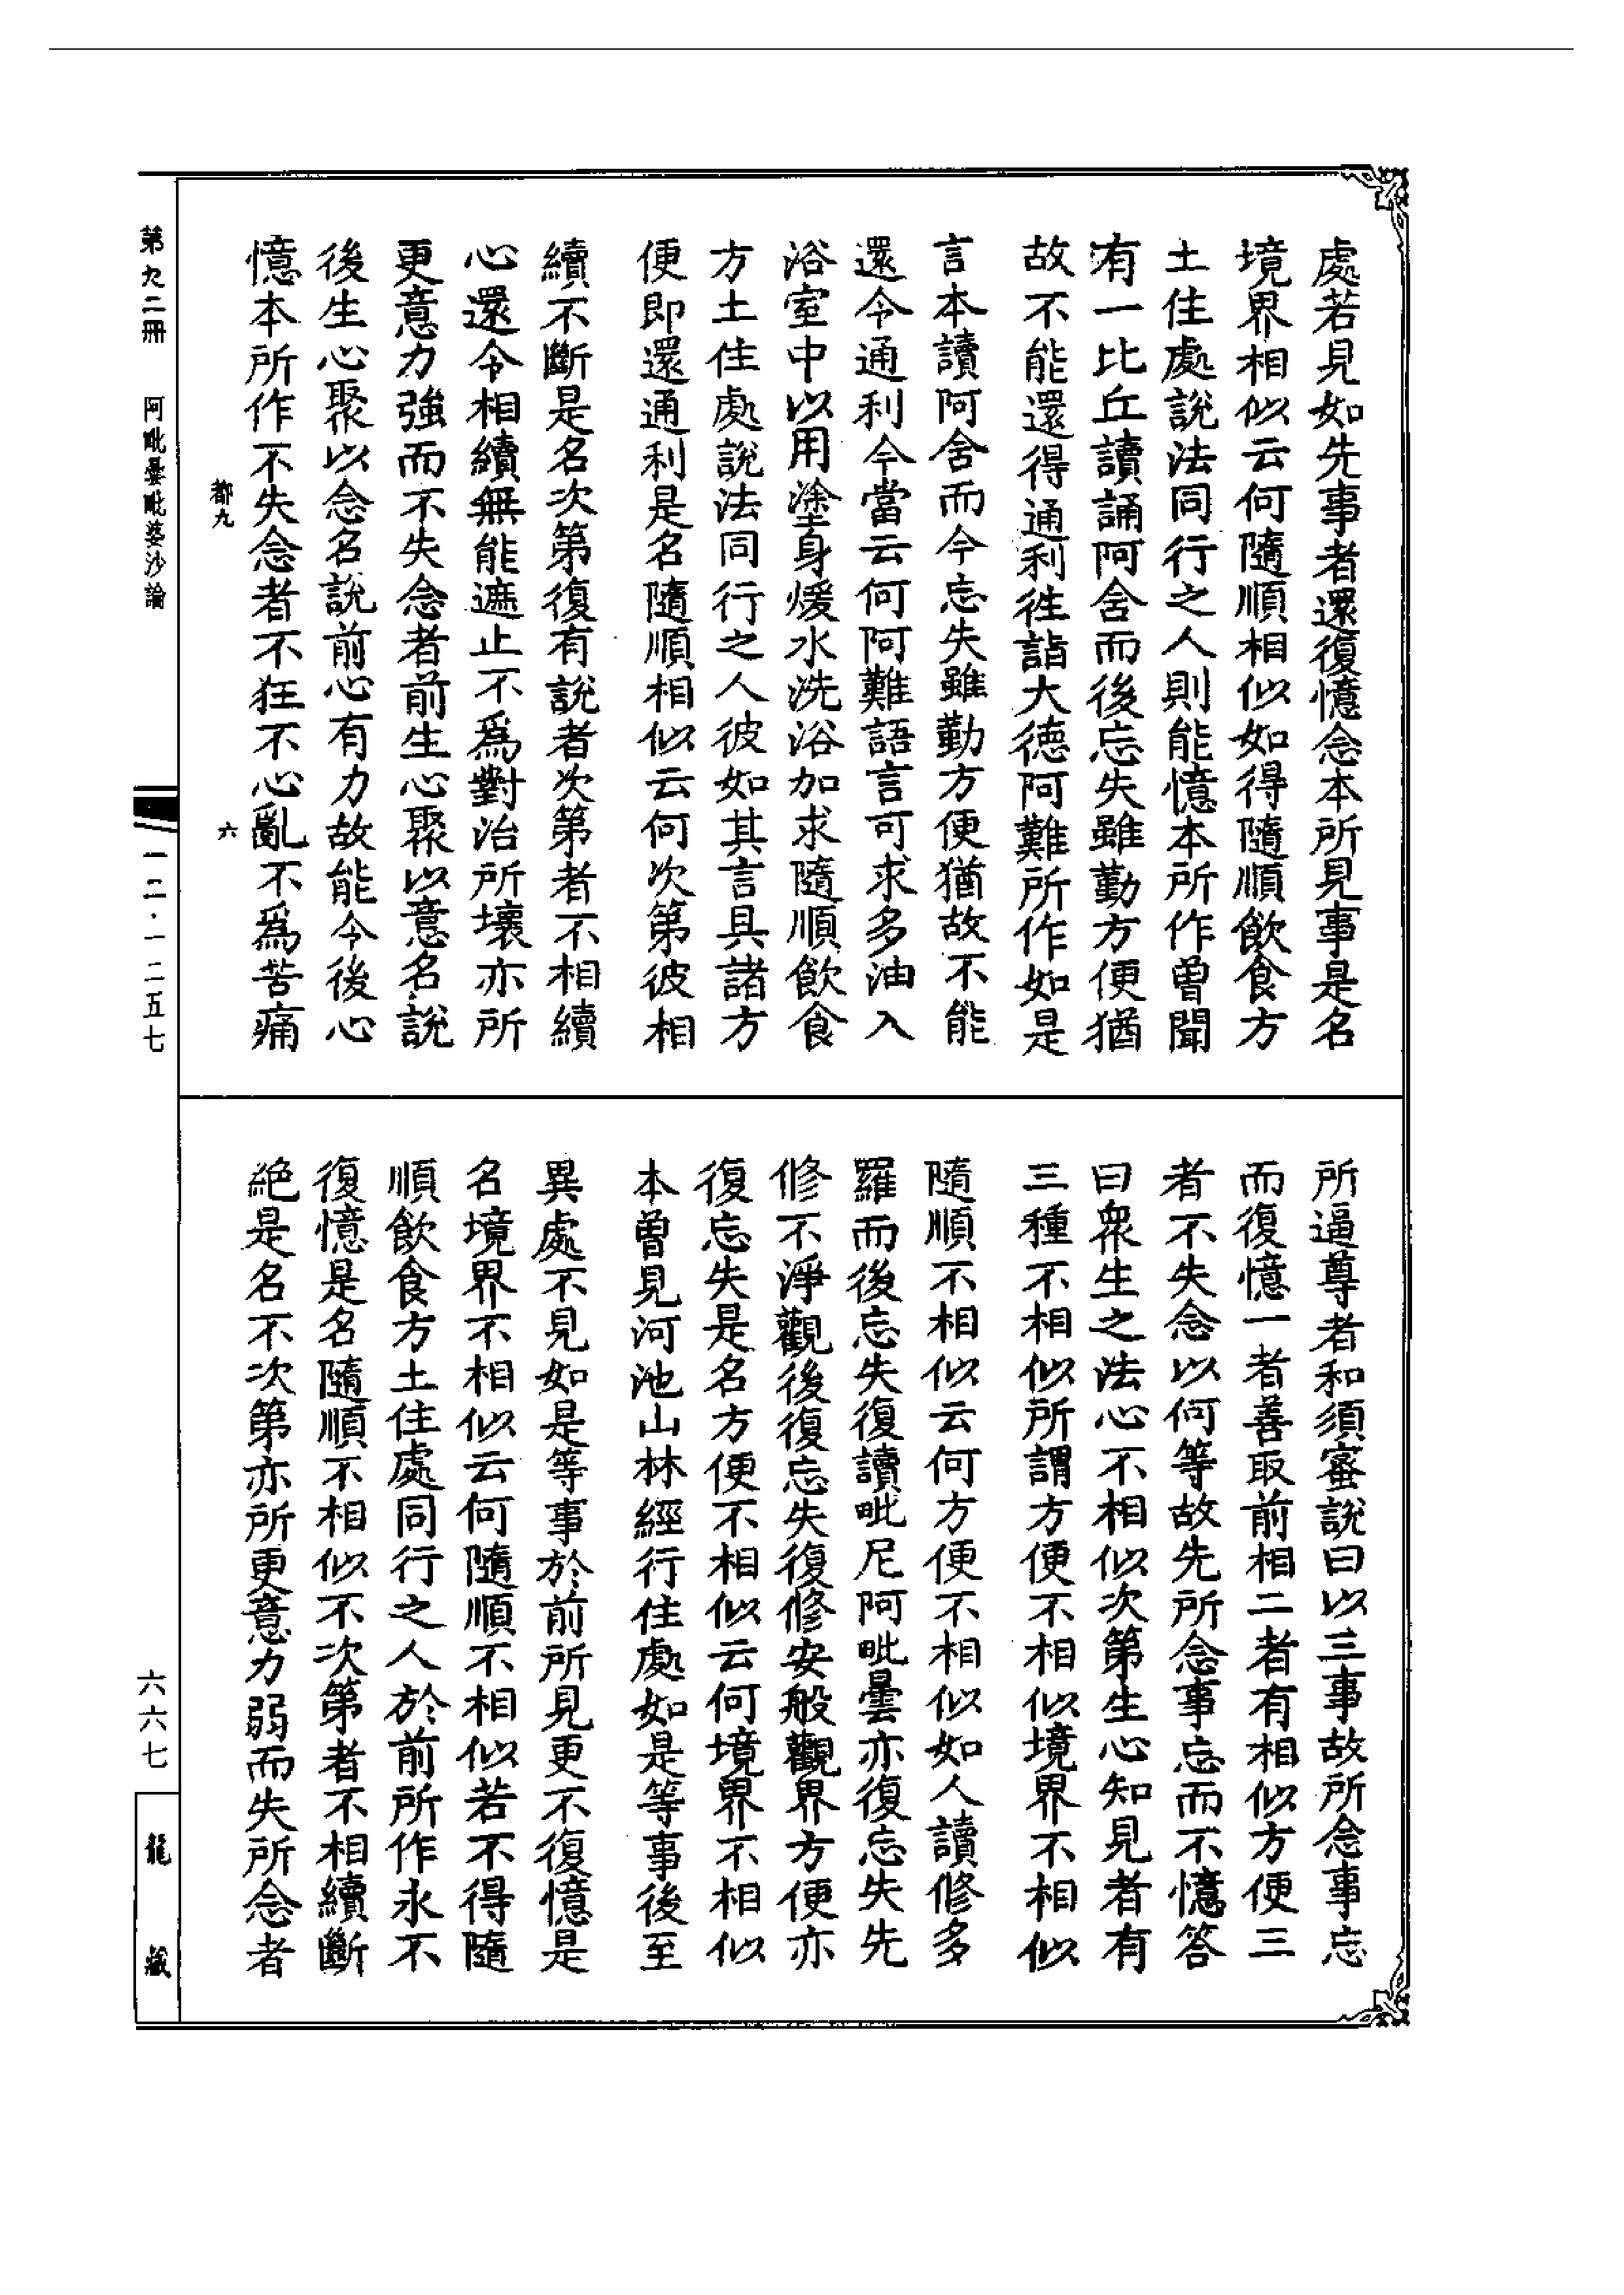 處若見如先事者還復憶念本所見事是名
境界相似云何隨順相似如得隨順飲食方
土住處說法同行之人則能憶本所作曾聞
有一比丘讀誦阿含而後忘失雖勤方便猶
故不能還得通利往詣大德阿難所作如是
言本讀阿含而今忘失雖勤方便猶故不能
還令通利今當云何阿難語言可求多油入
浴室中以用塗身煖水洗浴加求隨順飲食
方土住處說法同行之人彼如其言具諸方
便即還通利是名隨順相似云何次第彼相
續不斷是名次第復有說者次第者不相續
心還令相續無能遮止不爲對治所壞亦所
更意力強而不失念者前生心聚以意名說
後生心聚以念名說前心有力故能令後心
憶本所作不失念者不狂不心亂不爲苦痛
都九
六
所逼尊者和須蜜說曰以三事故所念事忘
而復憶一者善取前相二者有相似方便三
者不失念以何等故先所念事忘而不憶答
曰衆生之法心不相似次第生心知見者有
三種不相似所謂方便不相似境界不相似
隨順不相似云何方便不相似如人讀修多
羅而後忘失復讀毗尼阿毗曇亦復忘失先
修不淨觀後復忘失復修安般觀界方便亦
復忘失是名方便不相似云何境界不相似
本曾見河池山林經行住處如是等事後至
異處不見如是等事於前所見更不復憶是
名境界不相似云何隨順不相似若不得隨
順飲食方土住處同行之人於前所作永不
復憶是名隨順不相似不次第者不相續斷
絕是名不次第亦所更意力弱而失所念者
第九二冊
阿毗曇毗婆沙論
一二·一二五七
六六七
龍藏